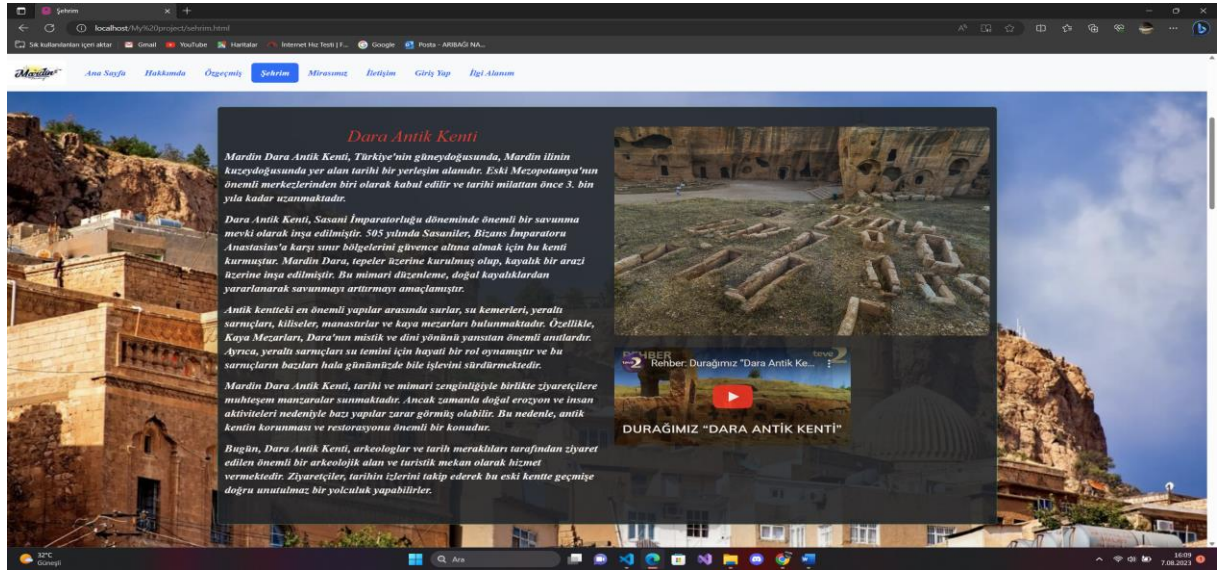 Şehrim
localhost/My%20project/sehrim.html
Sık kullanılanları içeri aktar Gmail YouTube Haritalar İnternet Hız Testi | F... Google Posta - ARIBAĞI NA...
Mardin Ana Sayfa Hakkımda Özgeçmiş Şehrim Mirasımız İletişim Giriş Yap İlgi Alanım
Dara Antik Kenti
Mardin Dara Antik Kenti, Türkiye'nin güneydoğusunda, Mardin ilinin
kuzeydoğusunda yer alan tarihi bir yerleşim alanıdır. Eski Mezopotamya'nın
önemli merkezlerinden biri olarak kabul edilir ve tarihi milattan önce 3. bin
yıla kadar uzanmaktadır.
Dara Antik Kenti, Sasani İmparatorluğu döneminde önemli bir savunma
mevki olarak inşa edilmiştir. 505 yılında Sasaniler, Bizans İmparatoru
Anastasius'a karşı sınır bölgelerini güvence altına almak için bu kenti
kurmuştur. Mardin Dara, tepeler üzerine kurulmuş olup, kayalık bir arazi
üzerine inşa edilmiştir. Bu mimari düzenleme, doğal kayalıklardan
yararlanarak savunmayı arttırmayı amaçlamıştır.
Antik kentteki en önemli yapılar arasında surlar, su kemerleri, yeraltı
sarnıçları, kiliseler, manastırlar ve kaya mezarları bulunmaktadır. Özellikle,
Kaya Mezarları, Dara'nın mistik ve dini yönünü yansıtan önemli anıtlardır.
Ayrıca, yeraltı sarnıçları su temini için hayati bir rol oynamıştır ve bu
sarnıçların bazıları hala günümüzde bile işlevini sürdürmektedir.
Mardin Dara Antik Kenti, tarihi ve mimari zenginliğiyle birlikte ziyaretçilere
muhteşem manzaralar sunmaktadır. Ancak zamanla doğal erozyon ve insan
aktiviteleri nedeniyle bazı yapılar zarar görmüş olabilir. Bu nedenle, antik
kentin korunması ve restorasyonu önemli bir konudur.
Bugün, Dara Antik Kenti, arkeologlar ve tarih meraklıları tarafından ziyaret
edilen önemli bir arkeolojik alan ve turistik mekan olarak hizmet
vermektedir. Ziyaretçiler, tarihin izlerini takip ederek bu eski kentte geçmişe
doğru unutulmaz bir yolculuk yapabilirler.
REHBER teve2
Rehber: Durağımız "Dara Antik Ke...
DURAĞIMIZ "DARA ANTİK KENTİ"
32°C
Güneşli
Ara
16:09
7.08.2023